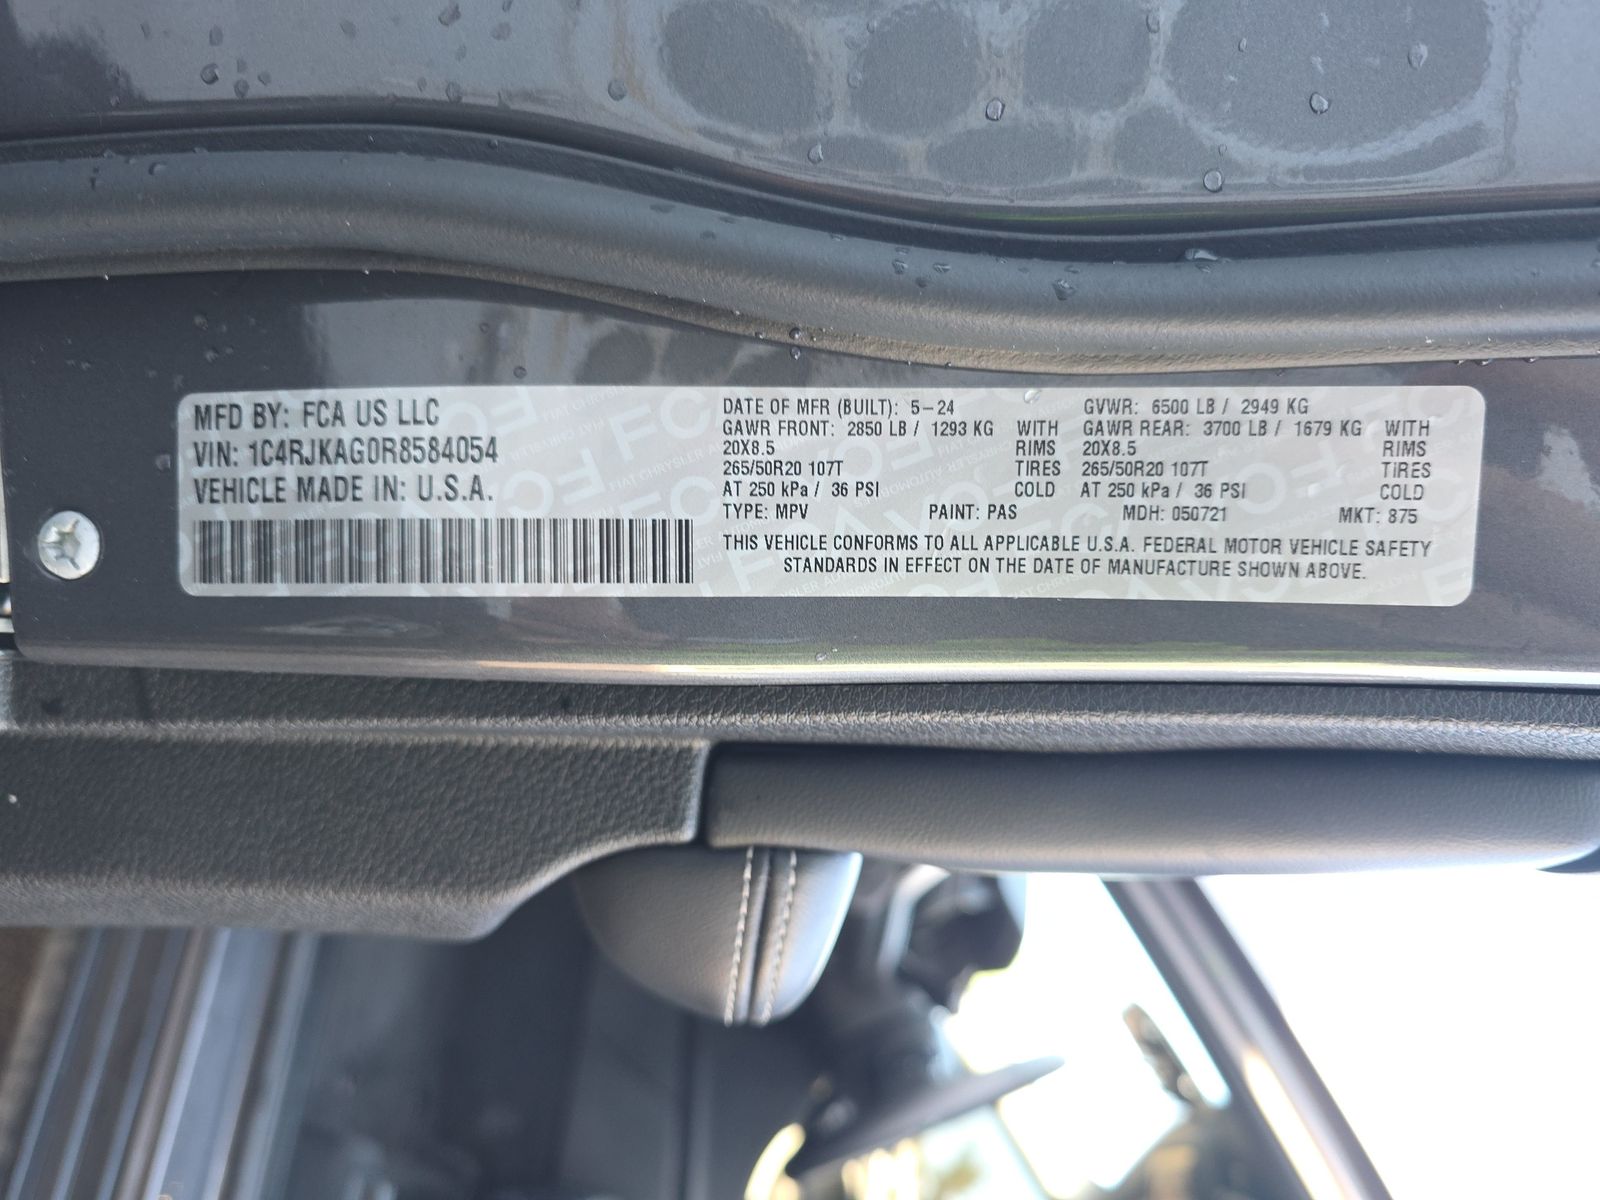 MFD BY: FCA US LLC
VIN: 1C4RJKAG0R8584054
VEHICLE MADE IN: U.S.A.
DATE OF MFR (BUILT): 5-24 GVWR: 6500 LB / 2949 KG
GAWR FRONT: 2850 LB / 1293 KG WITH GAWR REAR: 3700 LB / 1679 KG WITH
20X8.5 RIMS 20X8.5 RIMS
265/50R20 107T TIRES 265/50R20 107T TIRES
AT 250 kPa / 36 PSI COLD AT 250 kPa / 36 PSI COLD
TYPE: MPV PAINT: PAS MDH: 050721 MKT: 875
THIS VEHICLE CONFORMS TO ALL APPLICABLE U.S.A. FEDERAL MOTOR VEHICLE SAFETY
STANDARDS IN EFFECT ON THE DATE OF MANUFACTURE SHOWN ABOVE.